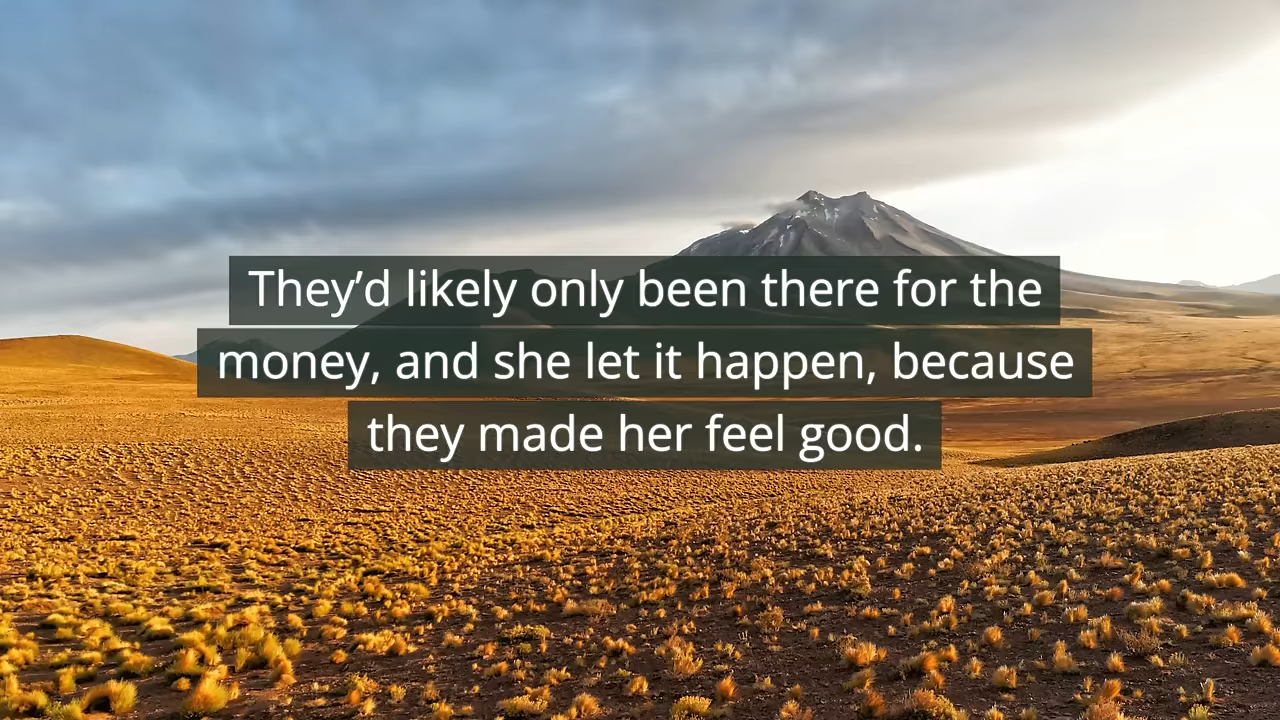 They’d likely only been there for the
money, and she let it happen, because
they made her feel good.